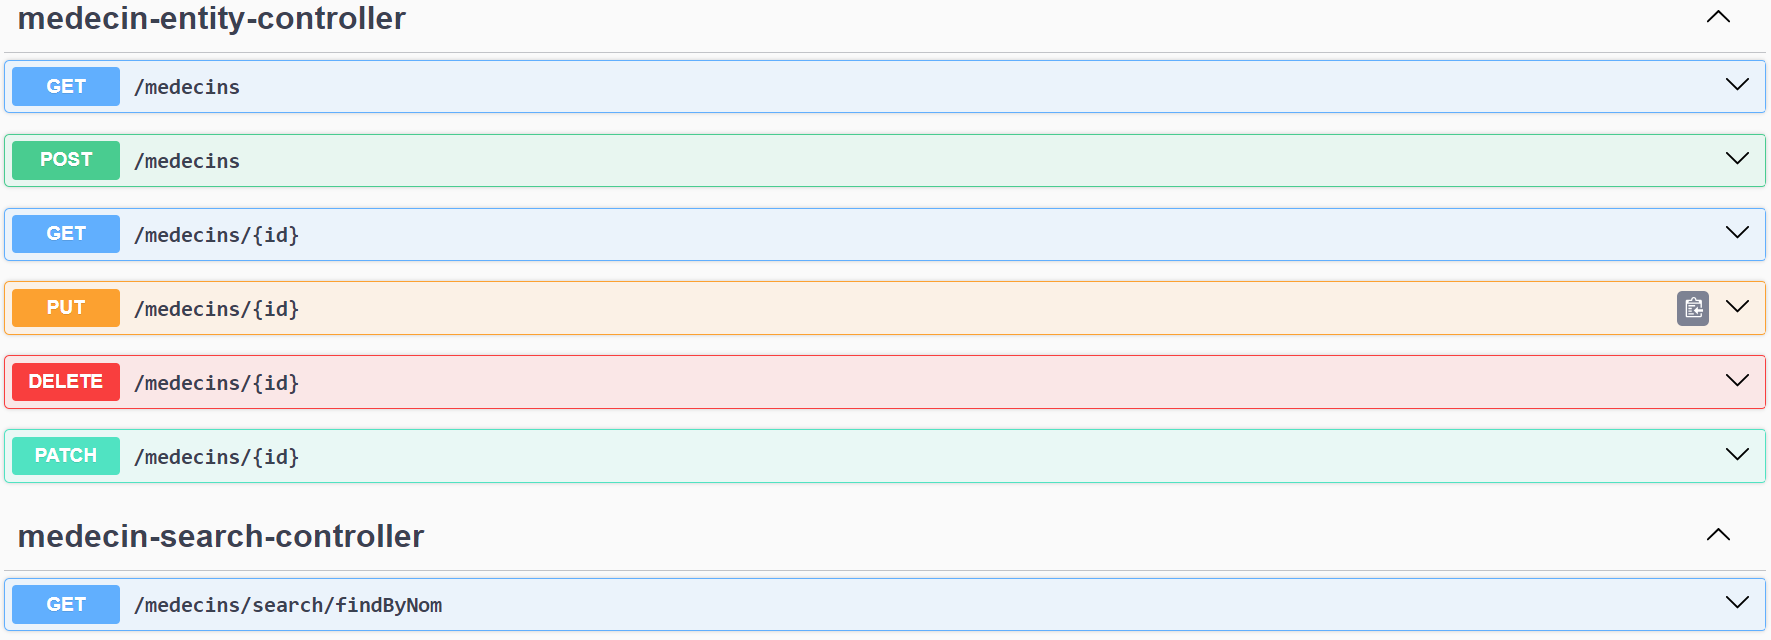 medecin-entity-controller
GET /medecins
POST /medecins
GET /medecins/{id}
PUT /medecins/{id}
DELETE /medecins/{id}
PATCH /medecins/{id}
medecin-search-controller
GET /medecins/search/findByNom